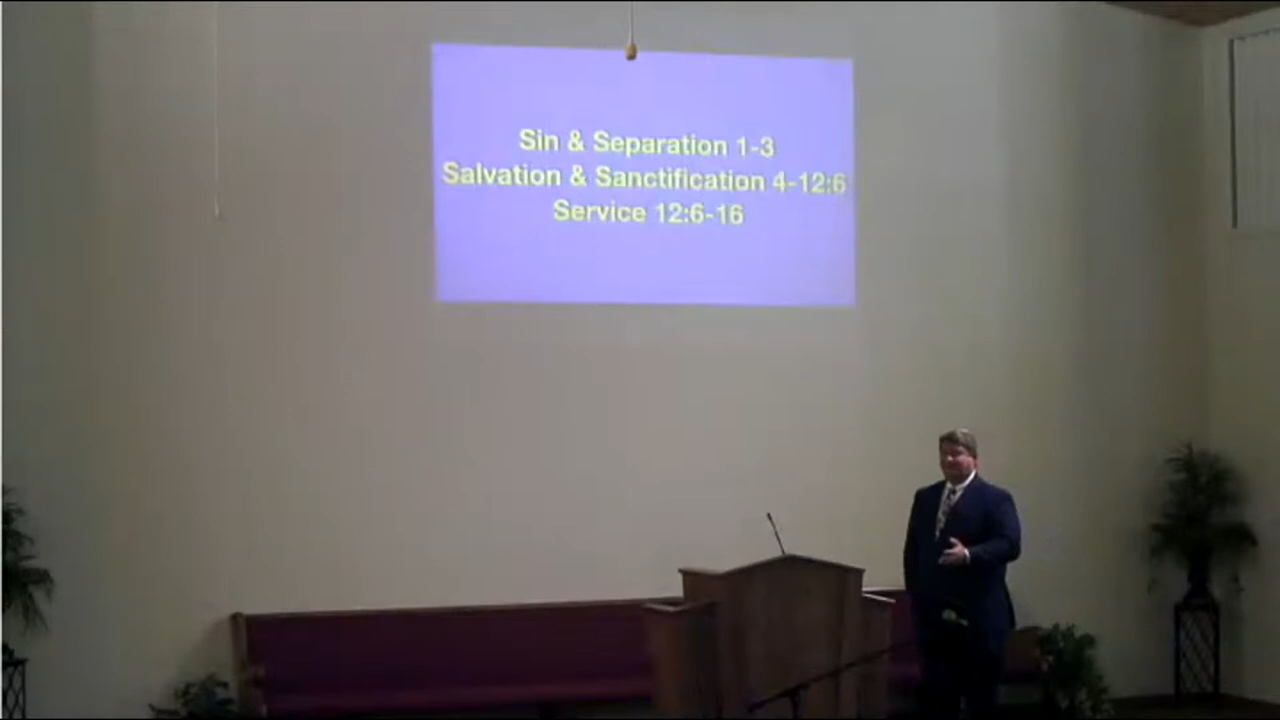 Sin & Separation 1-3
Salvation & Sanctification 4-12:6
Service 12:6-16